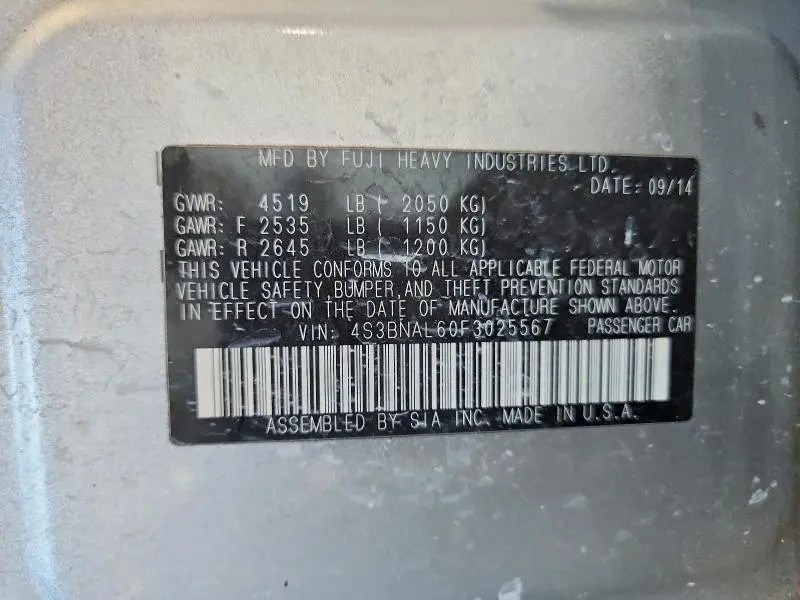 MFD BY FUJI HEAVY INDUSTRIES LTD.
DATE: 09/14
GVWR: 4519 LB ( 2050 KG)
GAWR: F 2535 LB ( 1150 KG)
GAWR: R 2645 LB ( 1200 KG)
THIS VEHICLE CONFORMS TO ALL APPLICABLE FEDERAL MOTOR
VEHICLE SAFETY, BUMPER, AND THEFT PREVENTION STANDARDS
IN EFFECT ON THE DATE OF MANUFACTURE SHOWN ABOVE.
VIN: 4S3BNAL60F3025567 PASSENGER CAR
ASSEMBLED BY SIA INC. MADE IN U.S.A.